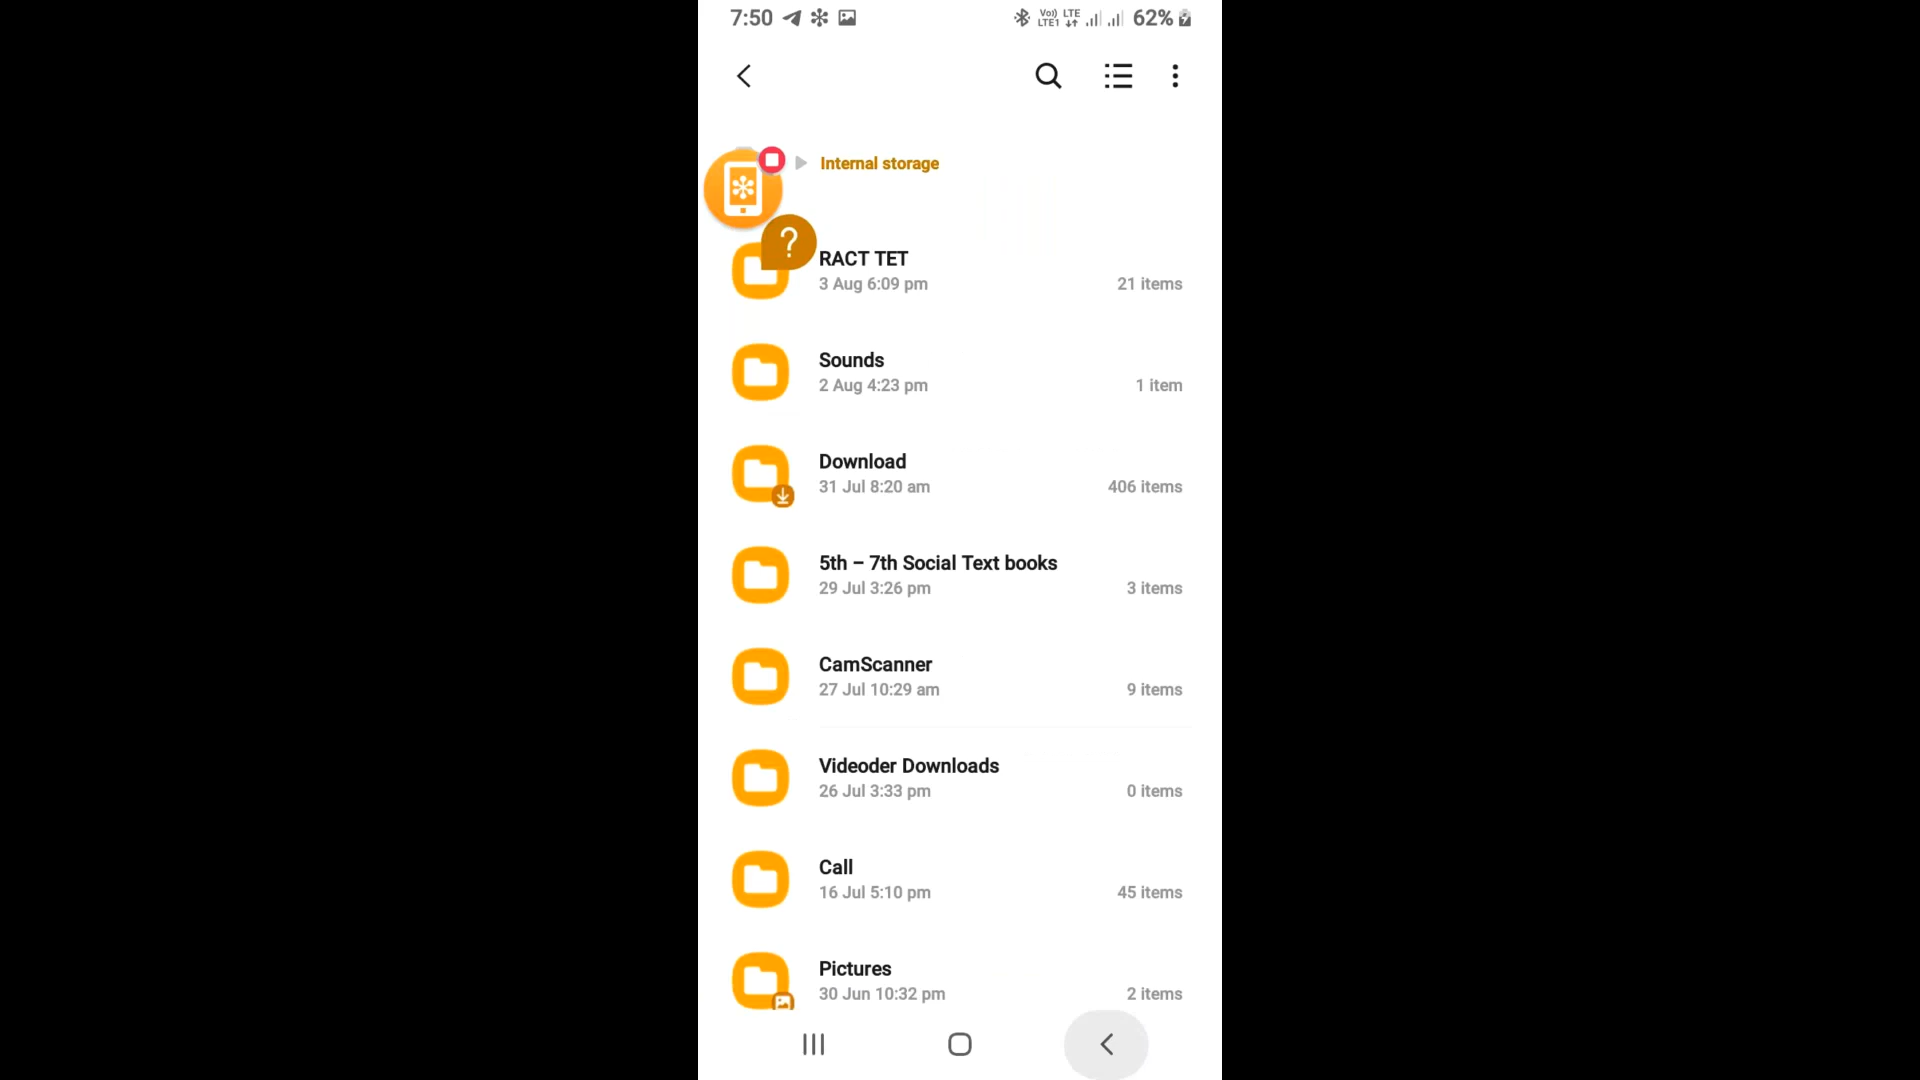 7:50
Vo)) LTE
LTE1
62%
Internal storage
?
RACT TET
3 Aug 6:09 pm
21 items
Sounds
2 Aug 4:23 pm
1 item
Download
31 Jul 8:20 am
406 items
5th – 7th Social Text books
29 Jul 3:26 pm
3 items
CamScanner
27 Jul 10:29 am
9 items
Videoder Downloads
26 Jul 3:33 pm
0 items
Call
16 Jul 5:10 pm
45 items
Pictures
30 Jun 10:32 pm
2 items